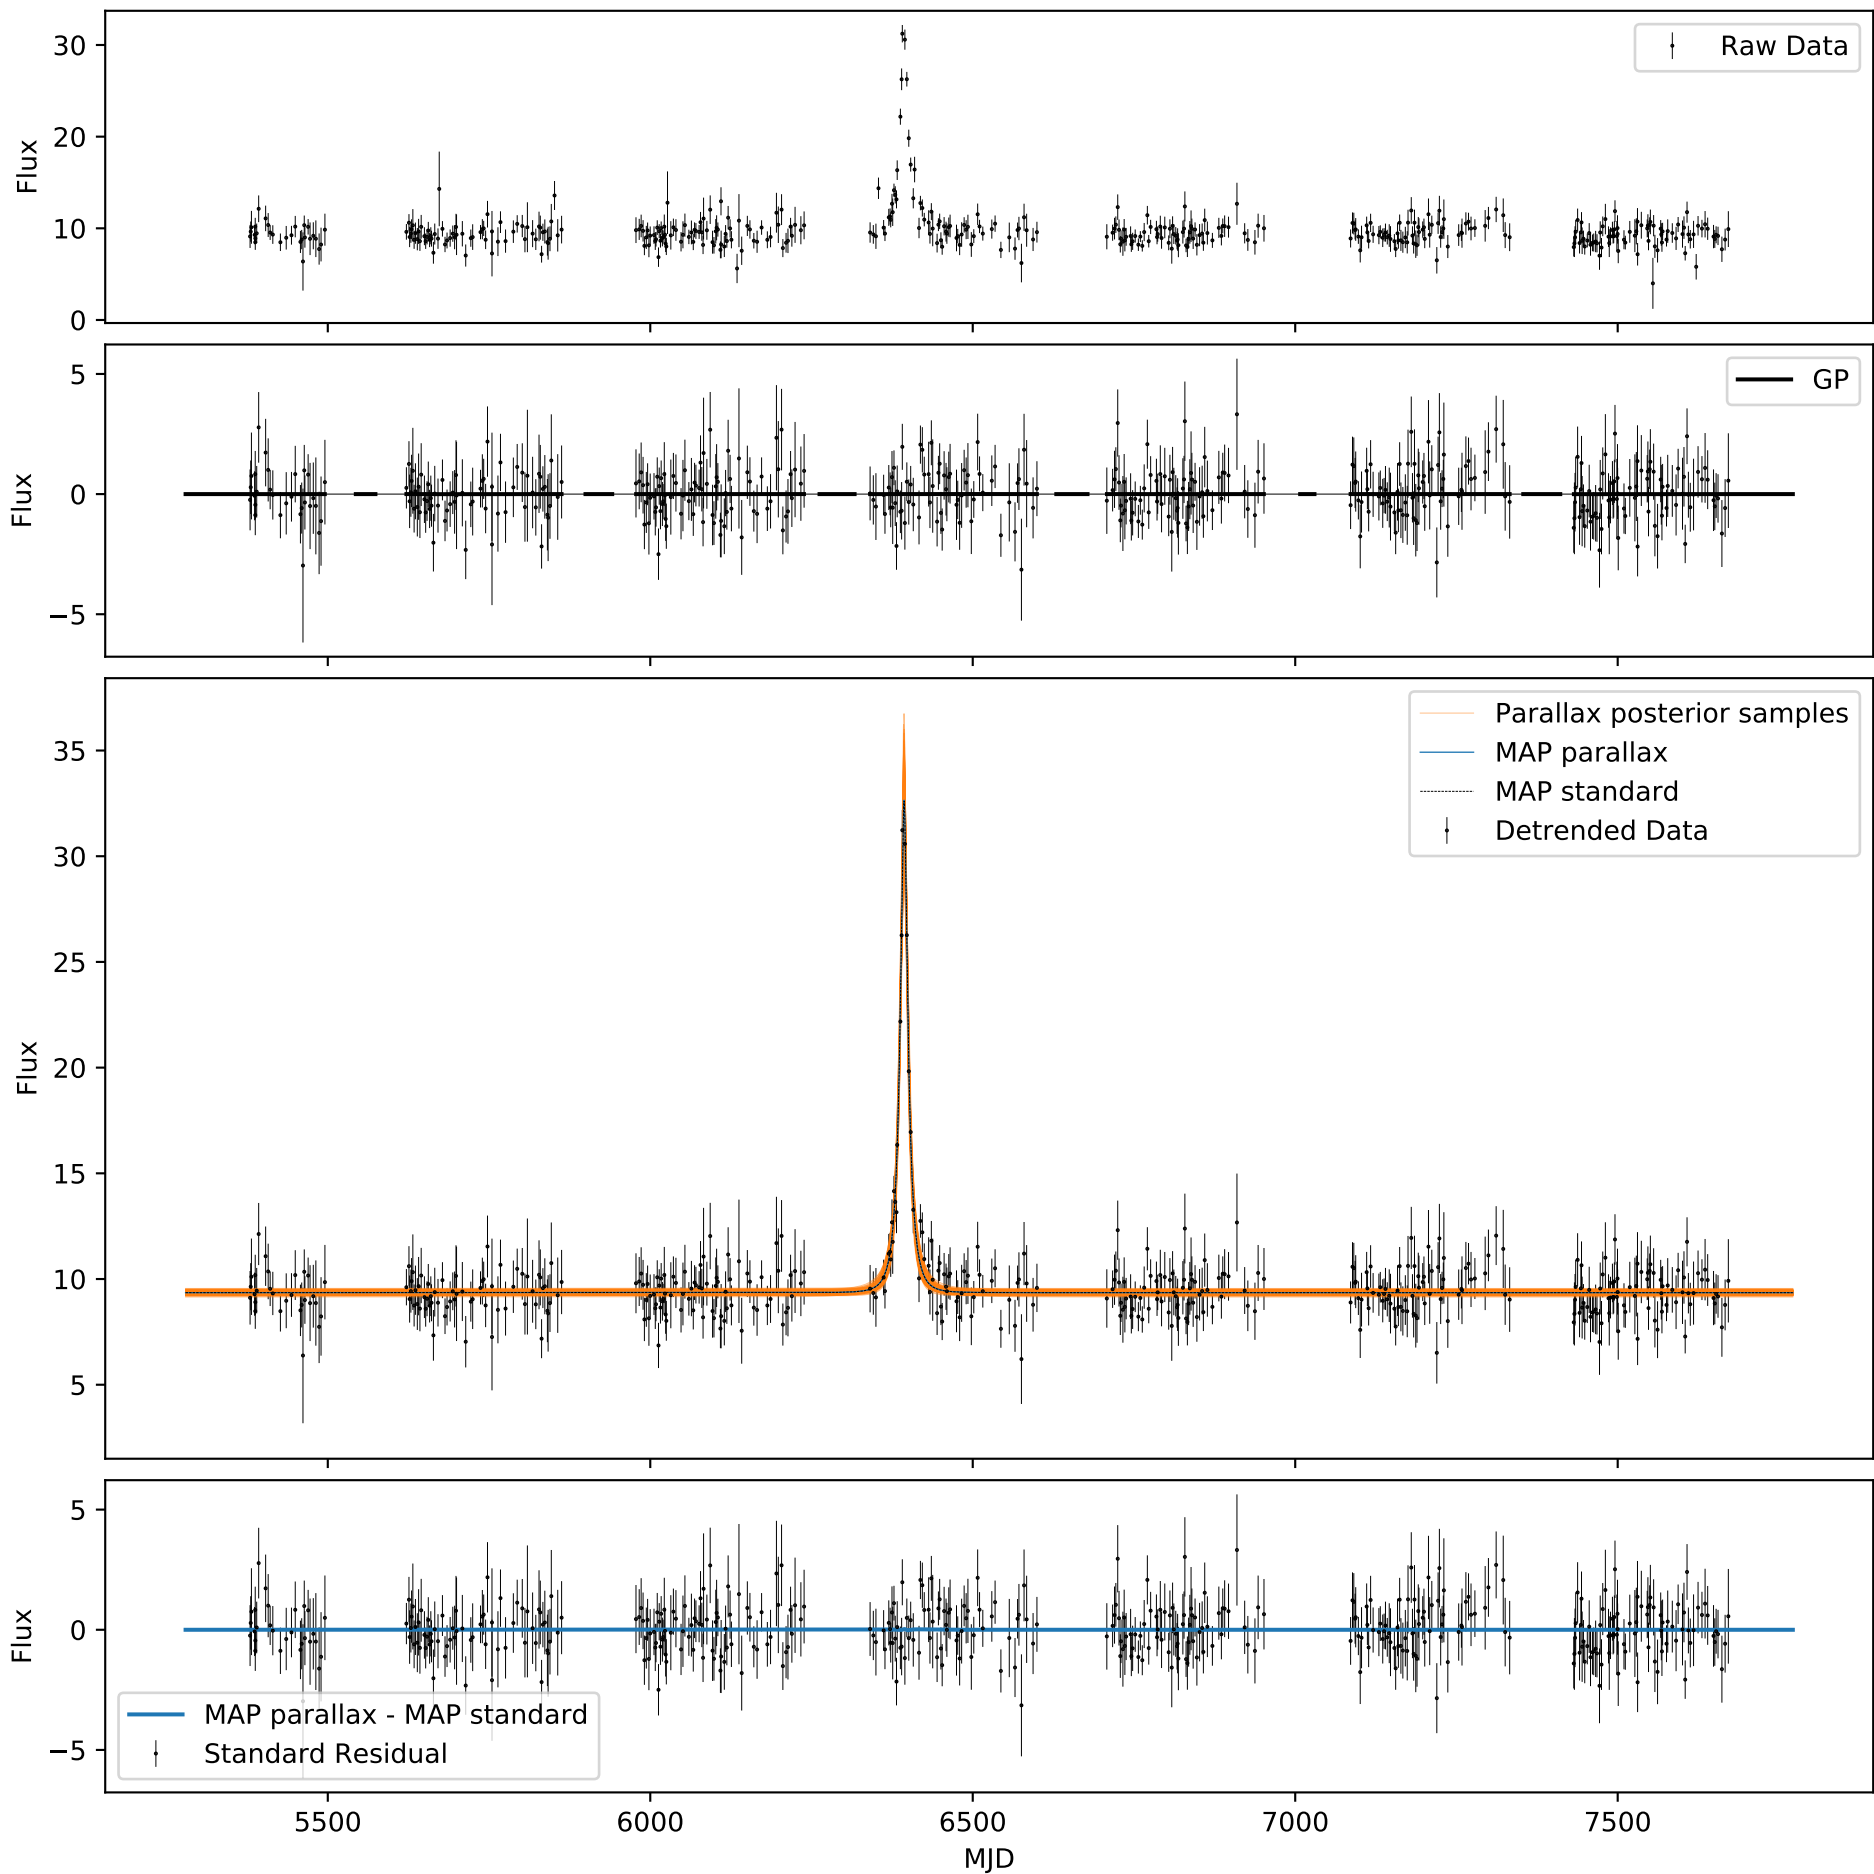 30
20
10
0
Flux
Raw Data
5
0
−5
Flux
GP
35
30
25
20
15
10
5
Flux
Parallax posterior samples
MAP parallax
MAP standard
Detrended Data
5
0
−5
Flux
MAP parallax - MAP standard
Standard Residual
5500 6000 6500 7000 7500
MJD